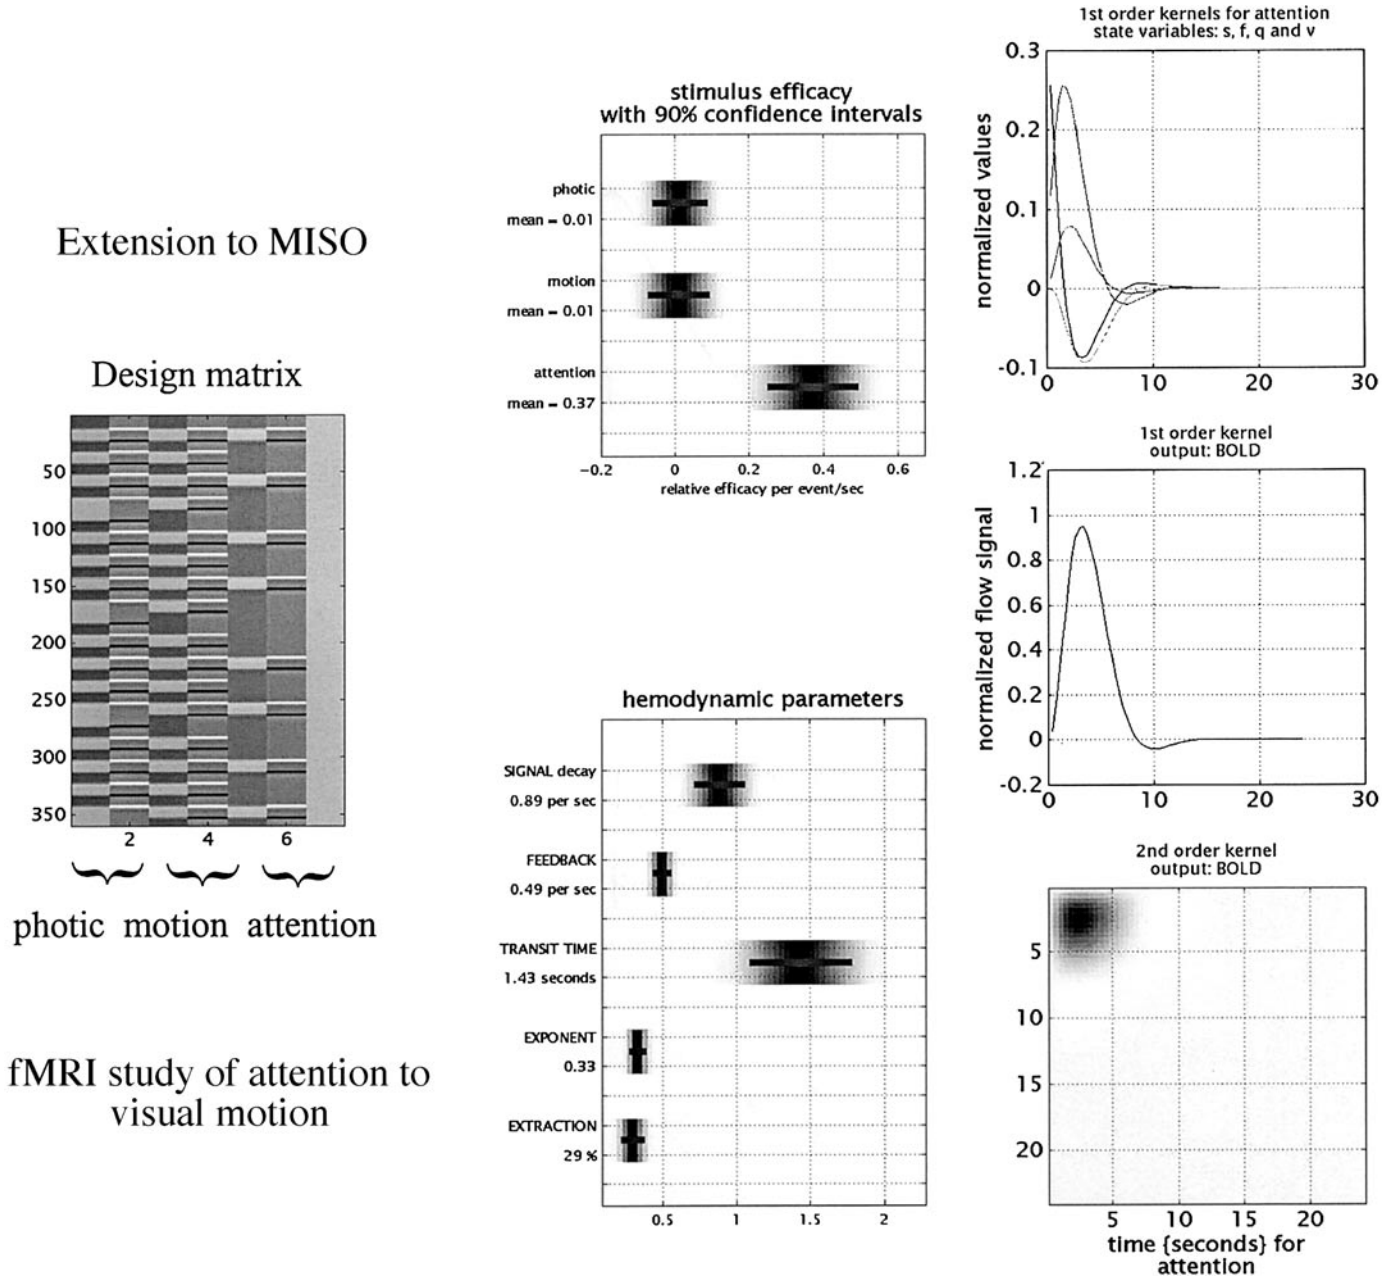 Extension to MISO
Design matrix
50
100
150
200
250
300
350
2 4 6
photic motion attention
fMRI study of attention to
visual motion
stimulus efficacy
with 90% confidence intervals
photic
mean = 0.01
motion
mean = 0.01
attention
mean = 0.37
-0.2 0 0.2 0.4 0.6
relative efficacy per event/sec
hemodynamic parameters
SIGNAL decay
0.89 per sec
FEEDBACK
0.49 per sec
TRANSIT TIME
1.43 seconds
EXPONENT
0.33
EXTRACTION
29 %
0.5 1 1.5 2
1st order kernels for attention
state variables: s, f, q and v
normalized values
0.3
0.2
0.1
0
-0.1
0 10 20 30
1st order kernel
output: BOLD
normalized flow signal
1.2
1
0.8
0.6
0.4
0.2
0
-0.2
0 10 20 30
2nd order kernel
output: BOLD
5
10
15
20
5 10 15 20
time {seconds} for
attention